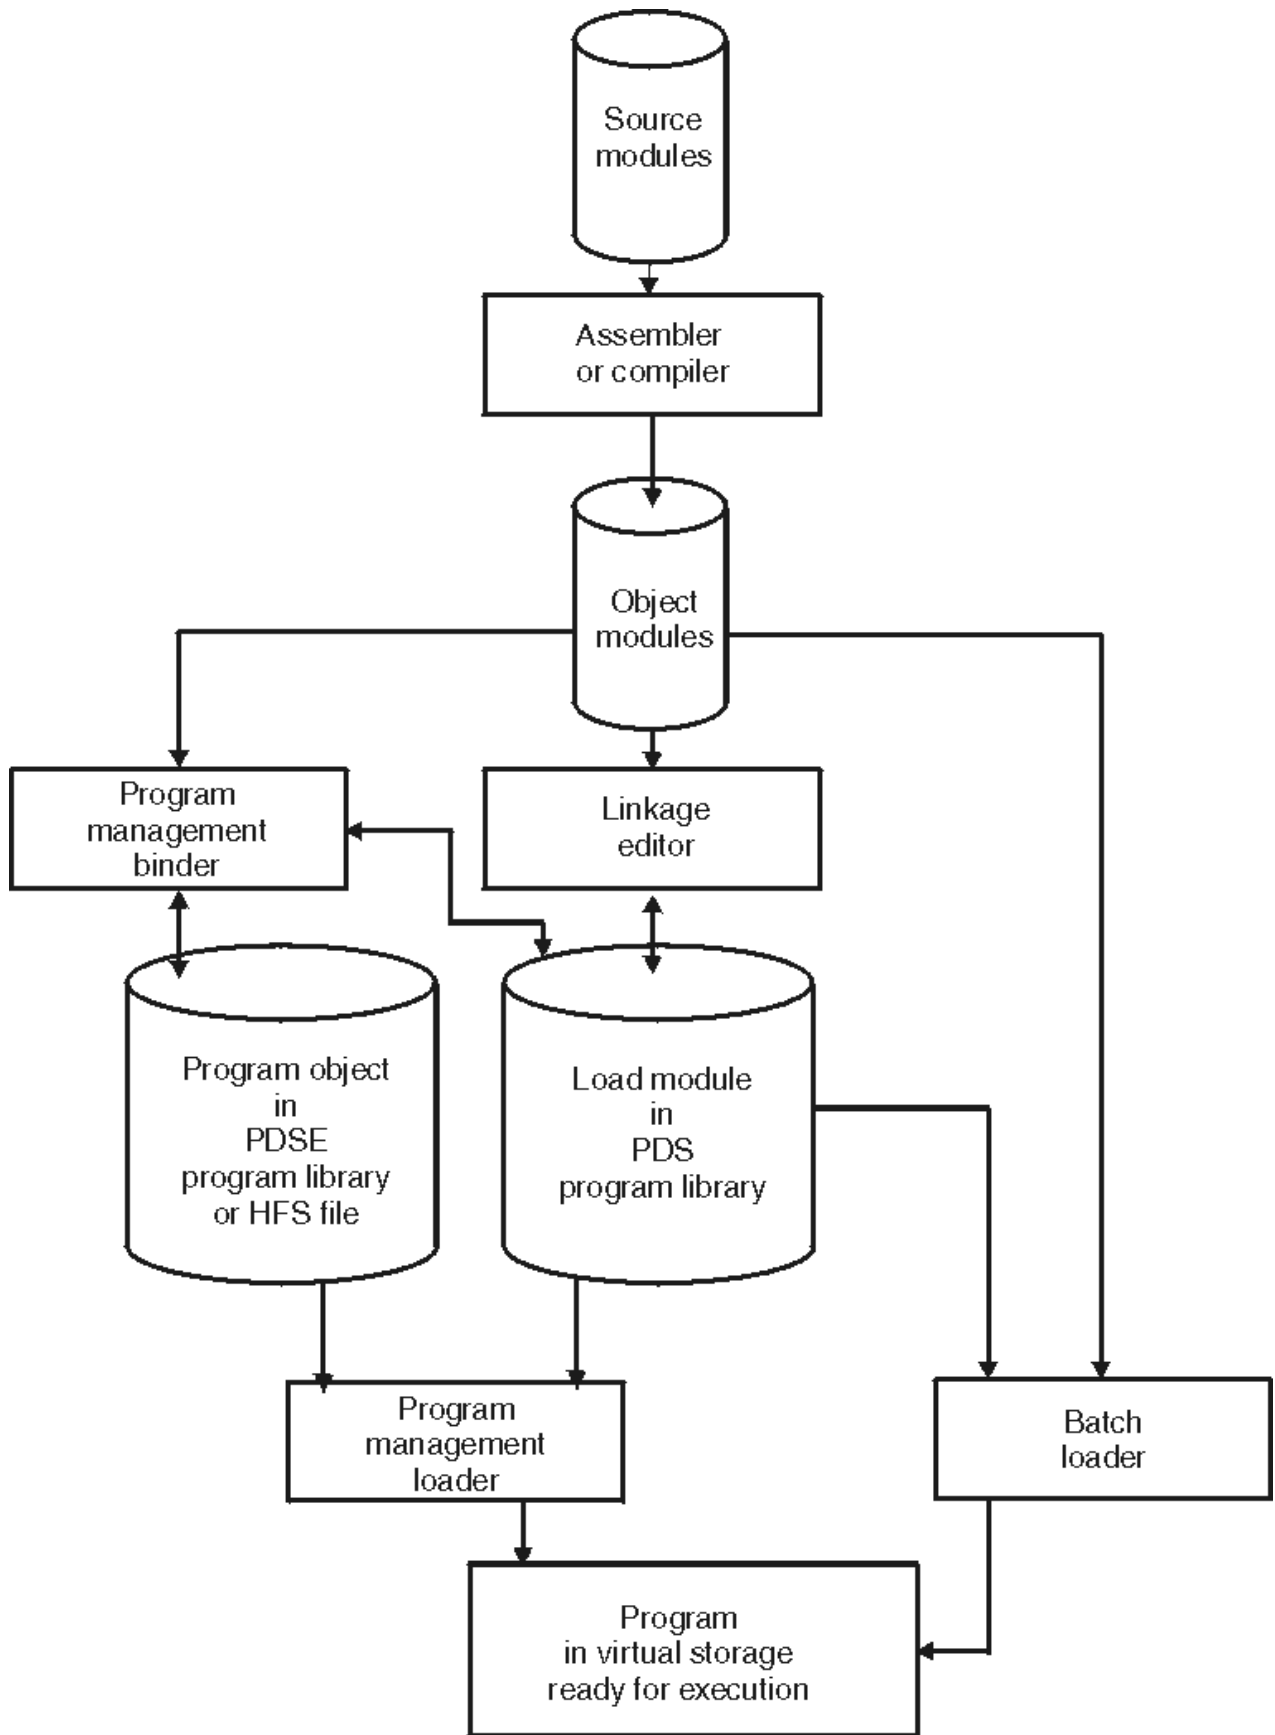 Source
modules
Assembler
or compiler
Object
modules
Program
management
binder
Linkage
editor
Program object
in
PDSE
program library
or HFS file
Load module
in
PDS
program library
Program
management
loader
Batch
loader
Program
in virtual storage
ready for execution